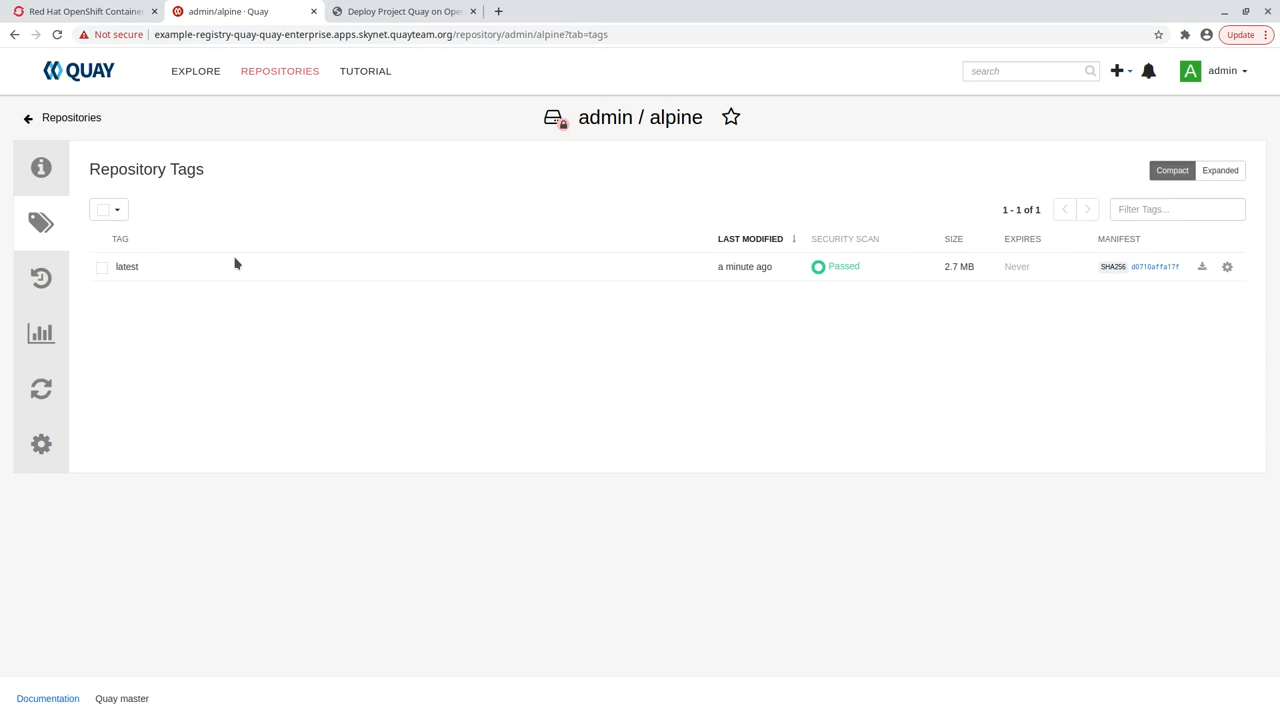 Red Hat OpenShift Container
admin/alpine · Quay
Deploy Project Quay on Ope
Not secure
example-registry-quay-quay-enterprise.apps.skynet.quayteam.org/repository/admin/alpine?tab=tags
Update
QUAY
EXPLORE
REPOSITORIES
TUTORIAL
search
A
admin
Repositories
admin / alpine
Repository Tags
Compact
Expanded
1 - 1 of 1
Filter Tags...
TAG
LAST MODIFIED
SECURITY SCAN
SIZE
EXPIRES
MANIFEST
latest
a minute ago
Passed
2.7 MB
Never
SHA256
d0710affa17f
Documentation
Quay master